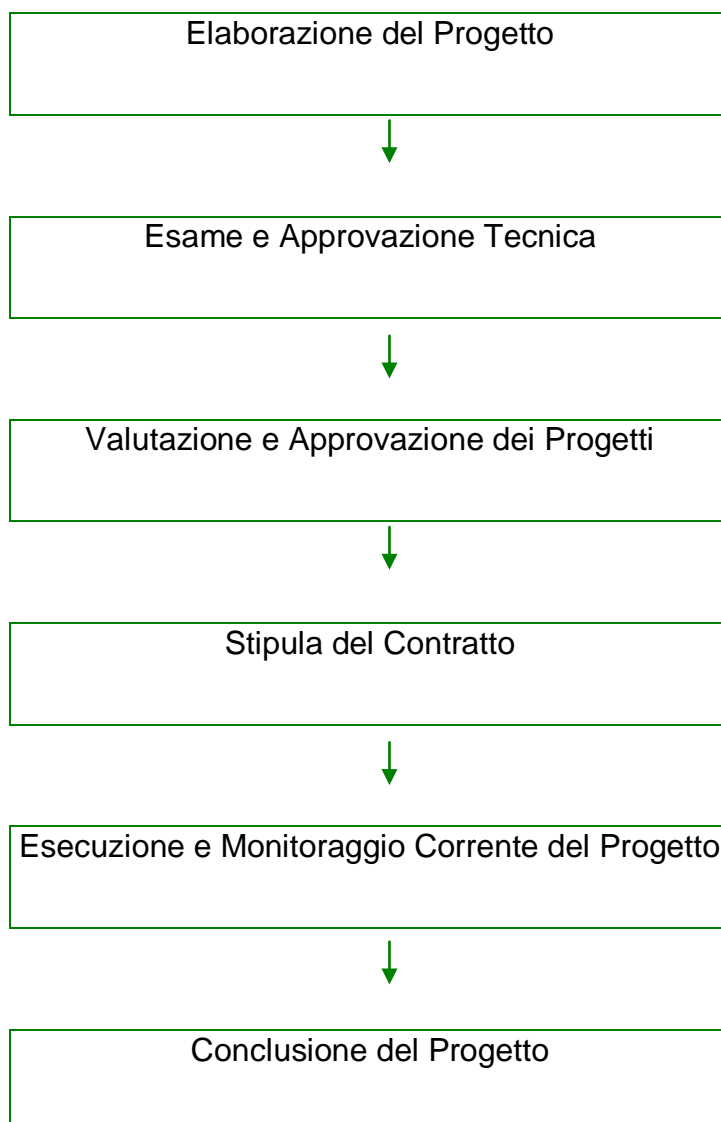 Elaborazione del Progetto
Esame e Approvazione Tecnica
Valutazione e Approvazione dei Progetti
Stipula del Contratto
Esecuzione e Monitoraggio Corrente del Progetto
Conclusione del Progetto